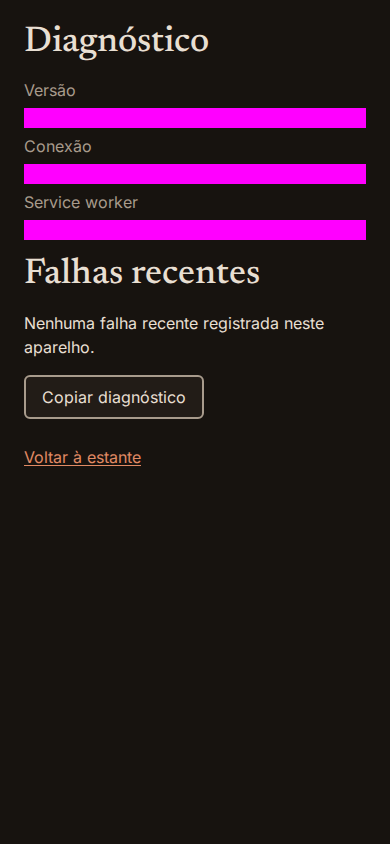 Diagnóstico
Versão
Conexão
Service worker
Falhas recentes
Nenhuma falha recente registrada neste
aparelho.
Copiar diagnóstico
Voltar à estante